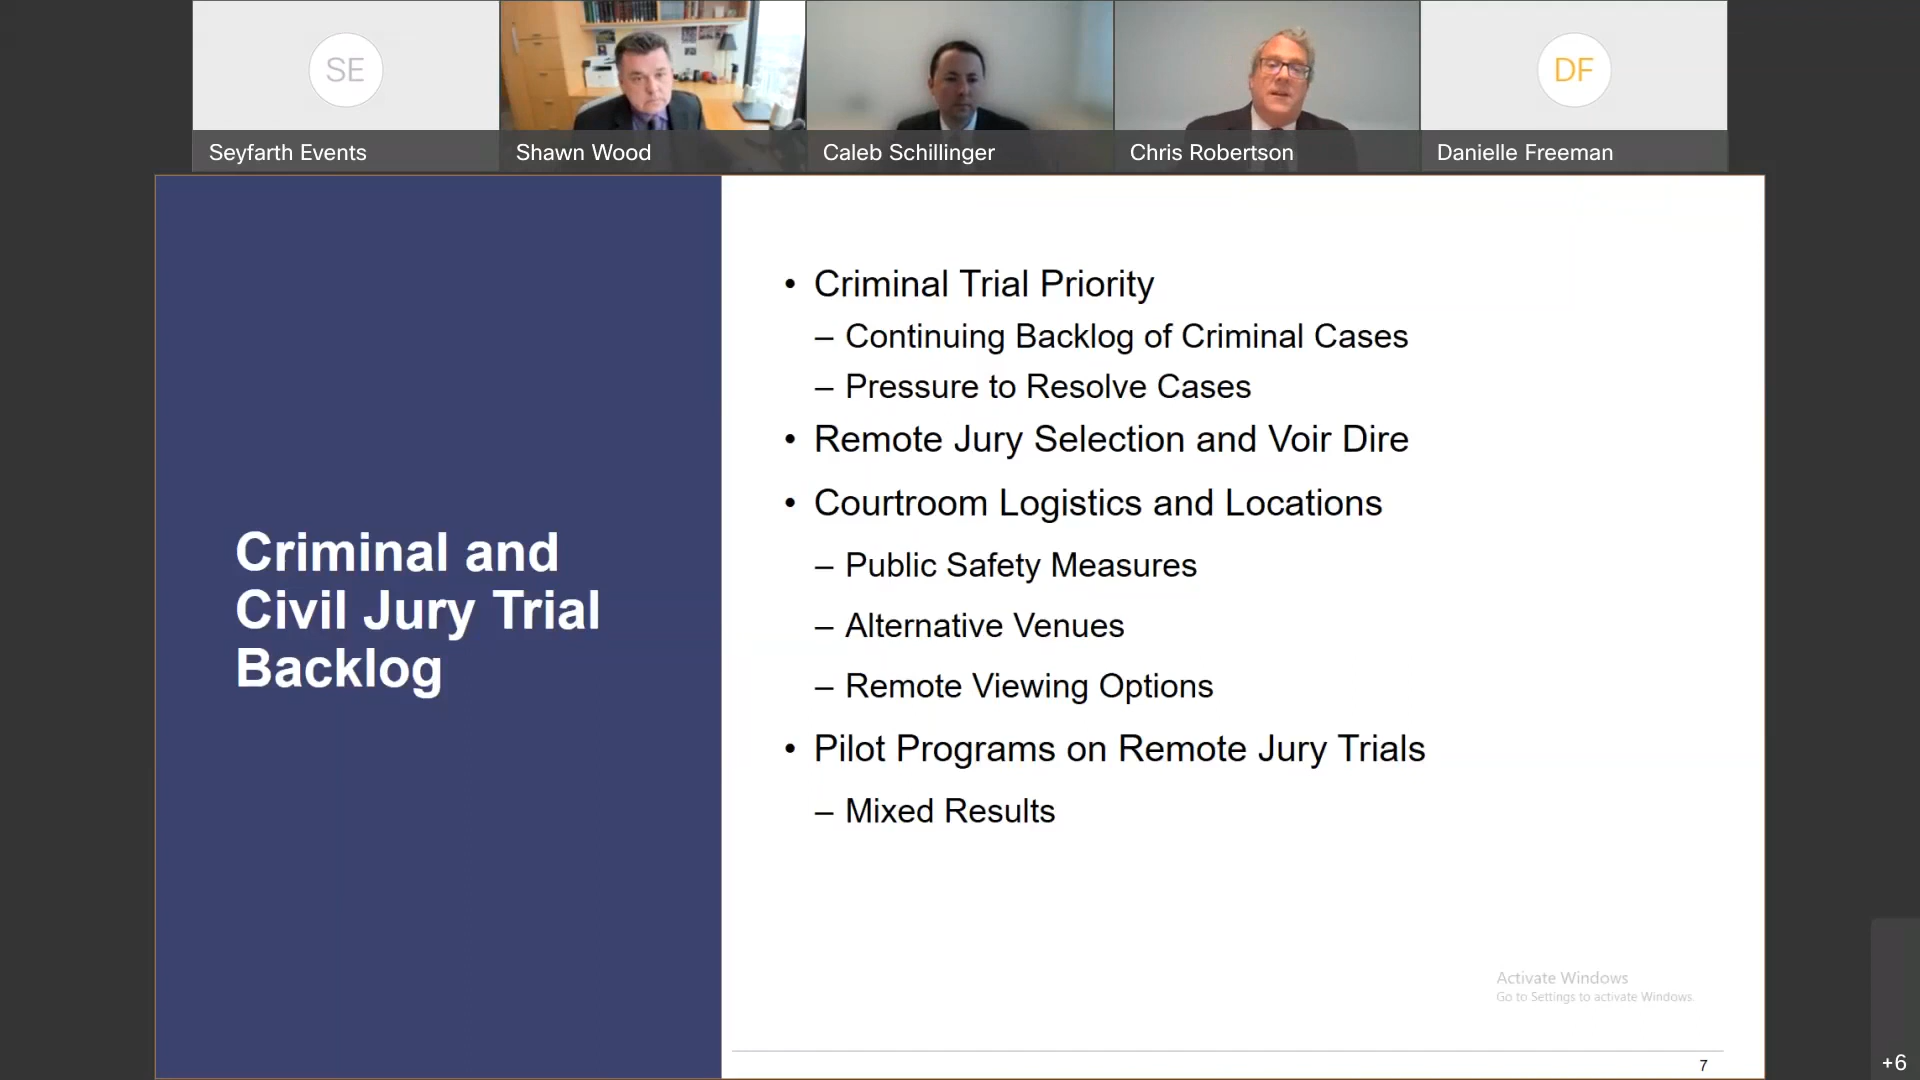 SE
DF
Seyfarth Events
Shawn Wood
Caleb Schillinger
Chris Robertson
Danielle Freeman
Criminal and
Civil Jury Trial
Backlog
• Criminal Trial Priority
– Continuing Backlog of Criminal Cases
– Pressure to Resolve Cases
• Remote Jury Selection and Voir Dire
• Courtroom Logistics and Locations
– Public Safety Measures
– Alternative Venues
– Remote Viewing Options
• Pilot Programs on Remote Jury Trials
– Mixed Results
Activate Windows
Go to Settings to activate Windows.
7
+6